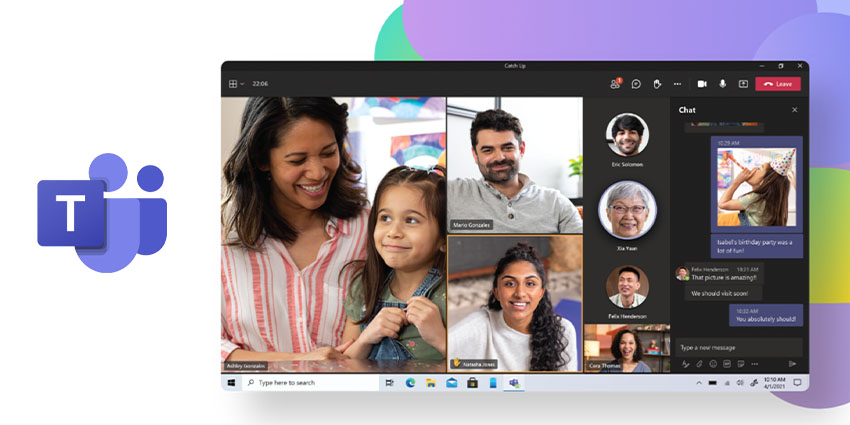 T
Catch Up
22:06
1
Leave
Chat
10:29 AM
Isabel's birthday party was a
lot of fun!
Felix Henderson 10:31 AM
That picture is amazing!!
We should visit soon!
10:32 AM
You absolutely should!
Type a new message
Ashley Gonzales
Mario Gonzales
Natasha Jones
Eric Solomon
Xia Yuan
Felix Henderson
Cora Thomas
Type here to search
10:10 AM
4/1/2021